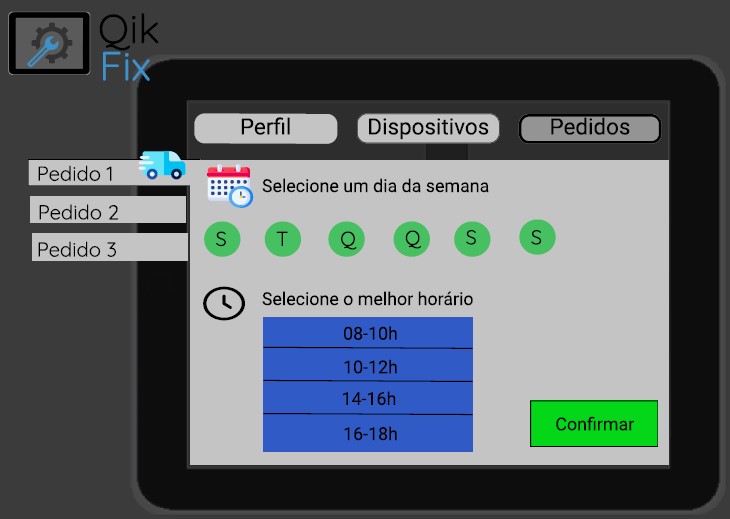 Qik
Fix
Perfil
Dispositivos
Pedidos
Pedido 1
Pedido 2
Pedido 3
Selecione um dia da semana
S T Q Q S S
Selecione o melhor horário
08-10h
10-12h
14-16h
16-18h
Confirmar